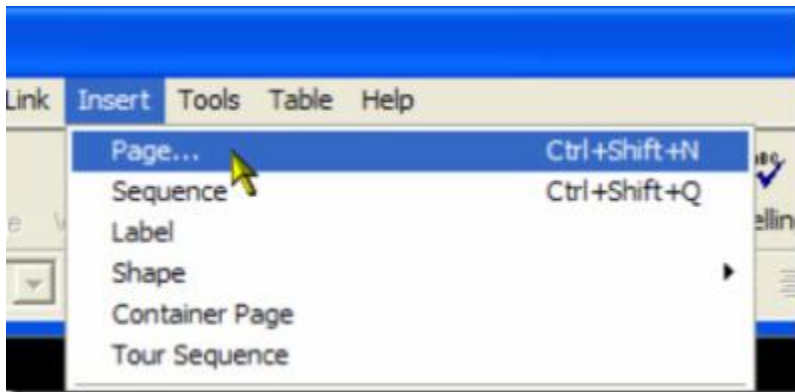 Link Insert Tools Table Help
Page... Ctrl+Shift+N
Sequence Ctrl+Shift+Q
Label
Shape
Container Page
Tour Sequence